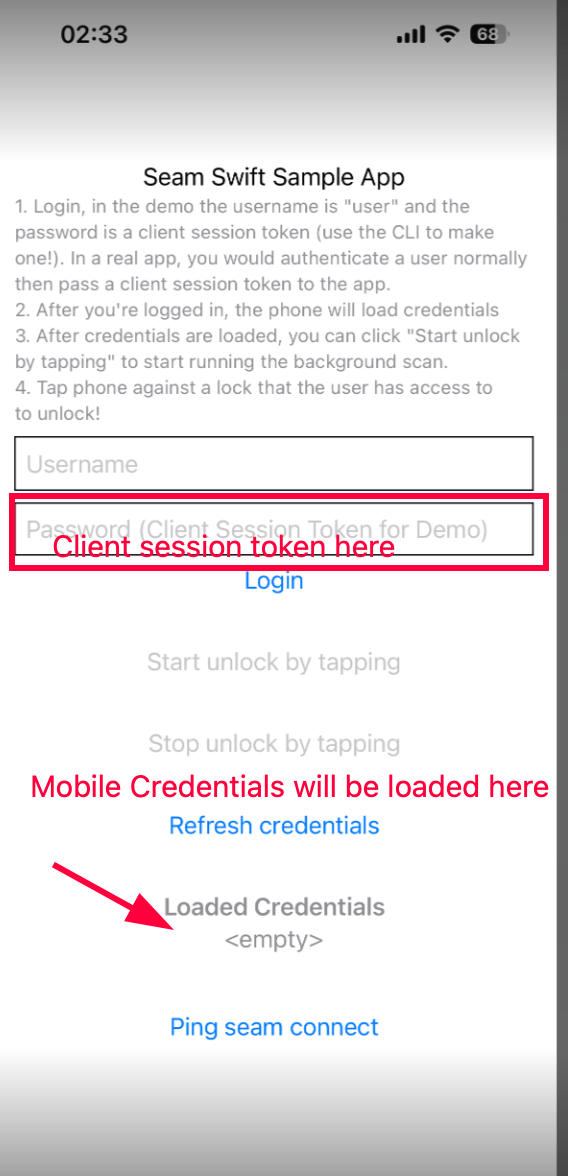 02:33
68
Seam Swift Sample App
1. Login, in the demo the username is "user" and the
password is a client session token (use the CLI to make
one!). In a real app, you would authenticate a user normally
then pass a client session token to the app.
2. After you're logged in, the phone will load credentials
3. After credentials are loaded, you can click "Start unlock
by tapping" to start running the background scan.
4. Tap phone against a lock that the user has access to
to unlock!
Username
Password (Client Session Token for Demo)
Client session token here
Login
Start unlock by tapping
Stop unlock by tapping
Mobile Credentials will be loaded here
Refresh credentials
Loaded Credentials
<empty>
Ping seam connect